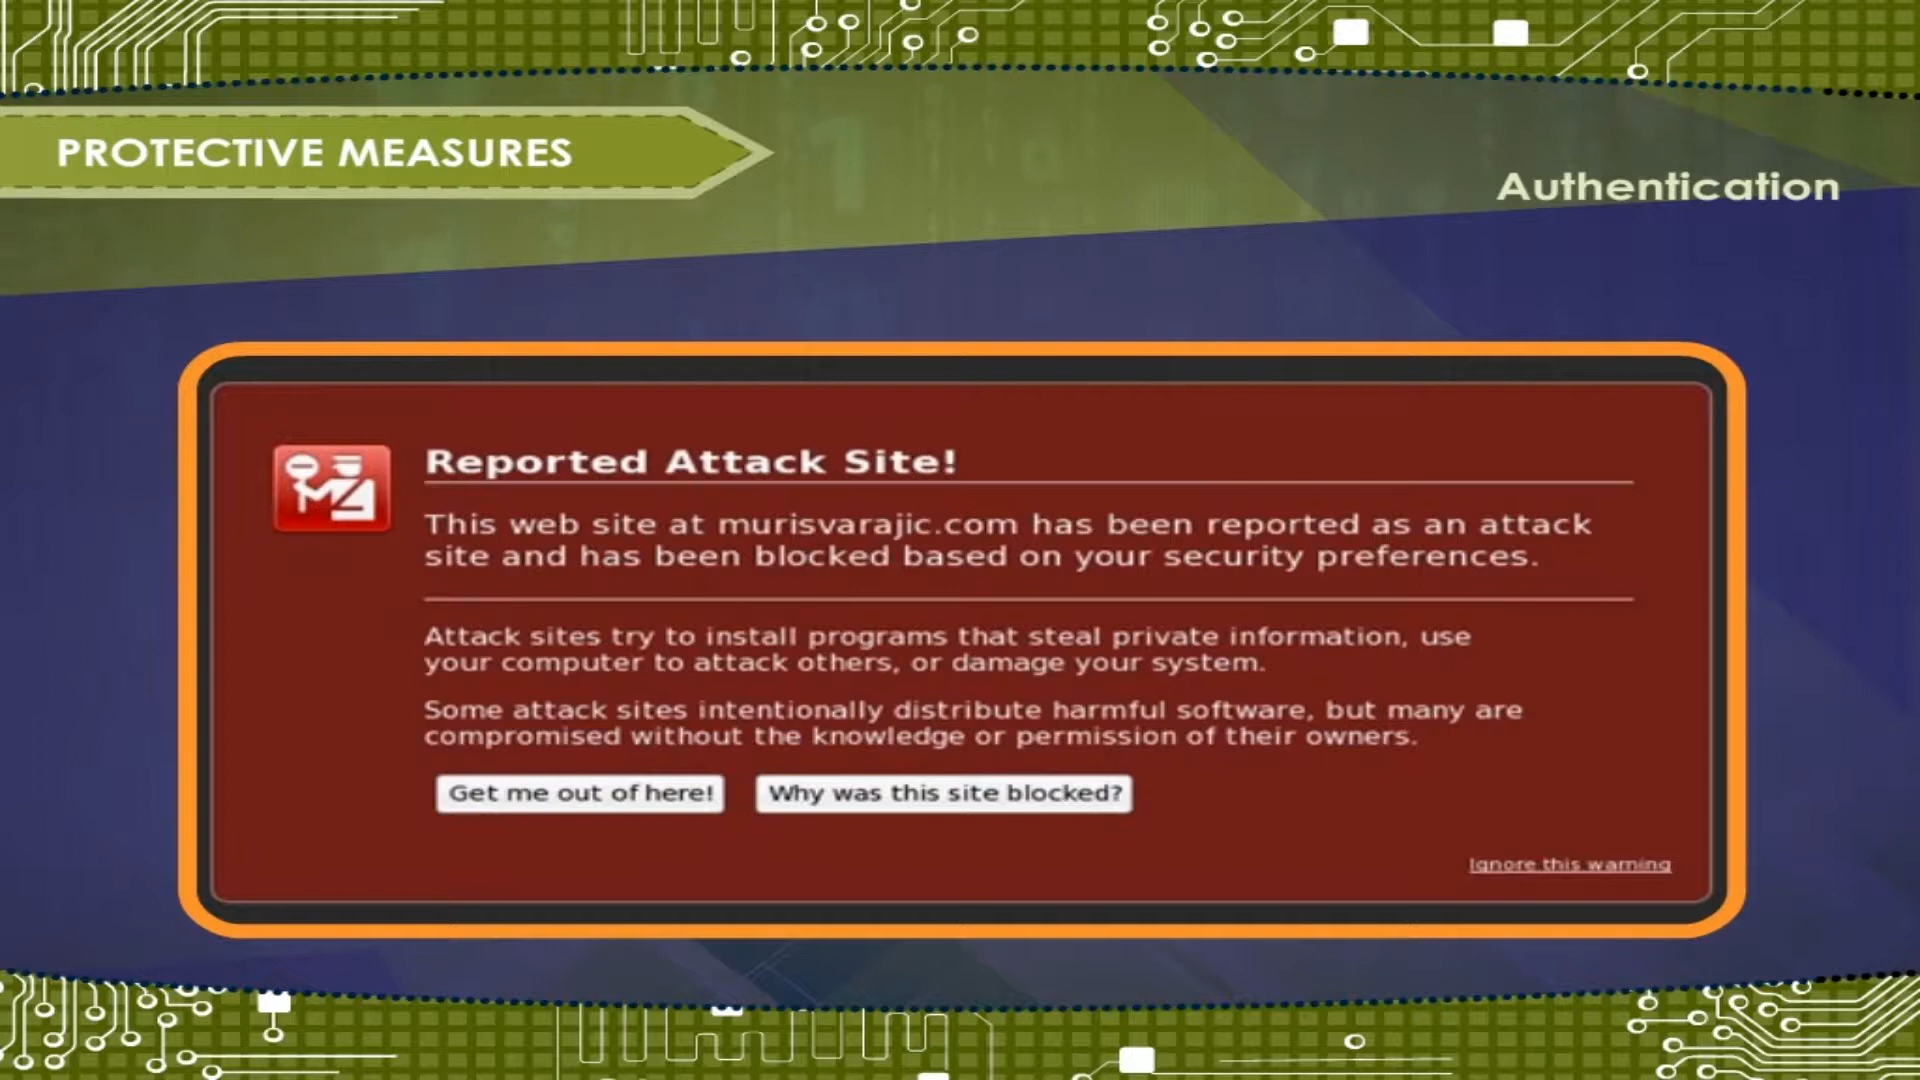 PROTECTIVE MEASURES
Authentication
Reported Attack Site!
This web site at murisvarajic.com has been reported as an attack
site and has been blocked based on your security preferences.
Attack sites try to install programs that steal private information, use
your computer to attack others, or damage your system.
Some attack sites intentionally distribute harmful software, but many are
compromised without the knowledge or permission of their owners.
Get me out of here!
Why was this site blocked?
Ignore this warning